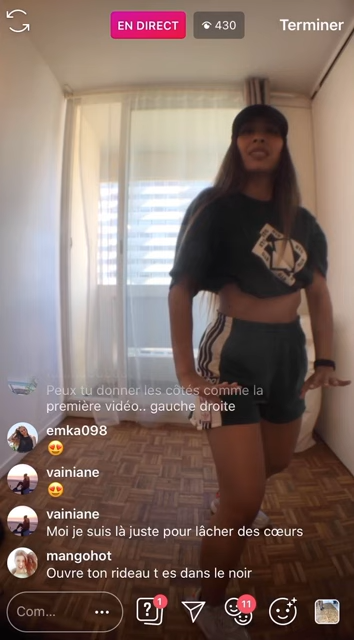 EN DIRECT
430
Terminer
Peux tu donner les côtés comme la
première vidéo.. gauche droite
emka098
vainiane
vainiane
Moi je suis là juste pour lâcher des cœurs
mangohot
Ouvre ton rideau t es dans le noir
Com...
1
11